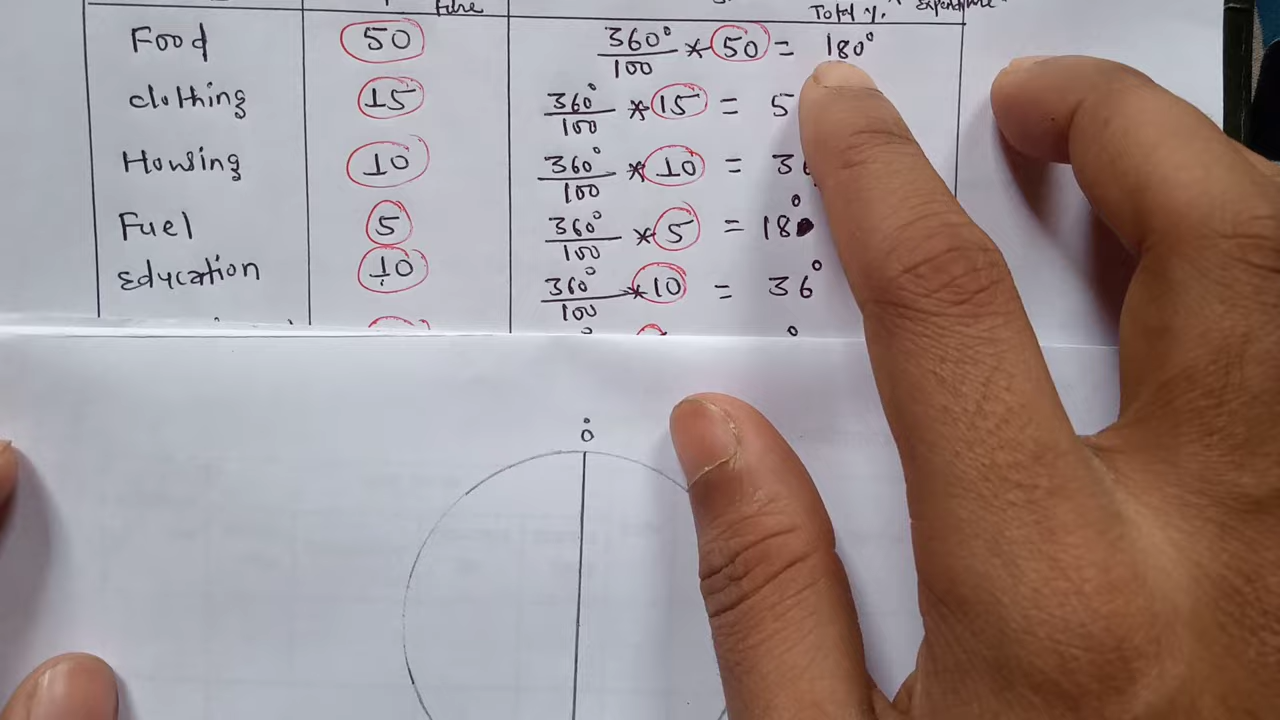 Total %.
Food 50 360°/100 * 50 = 180°
clothing 15 360°/100 * 15 = 5
Housing 10 360°/100 * 10 = 36
Fuel 5 360°/100 * 5 = 18°
Education 10 360°/100 * 10 = 36°
0°